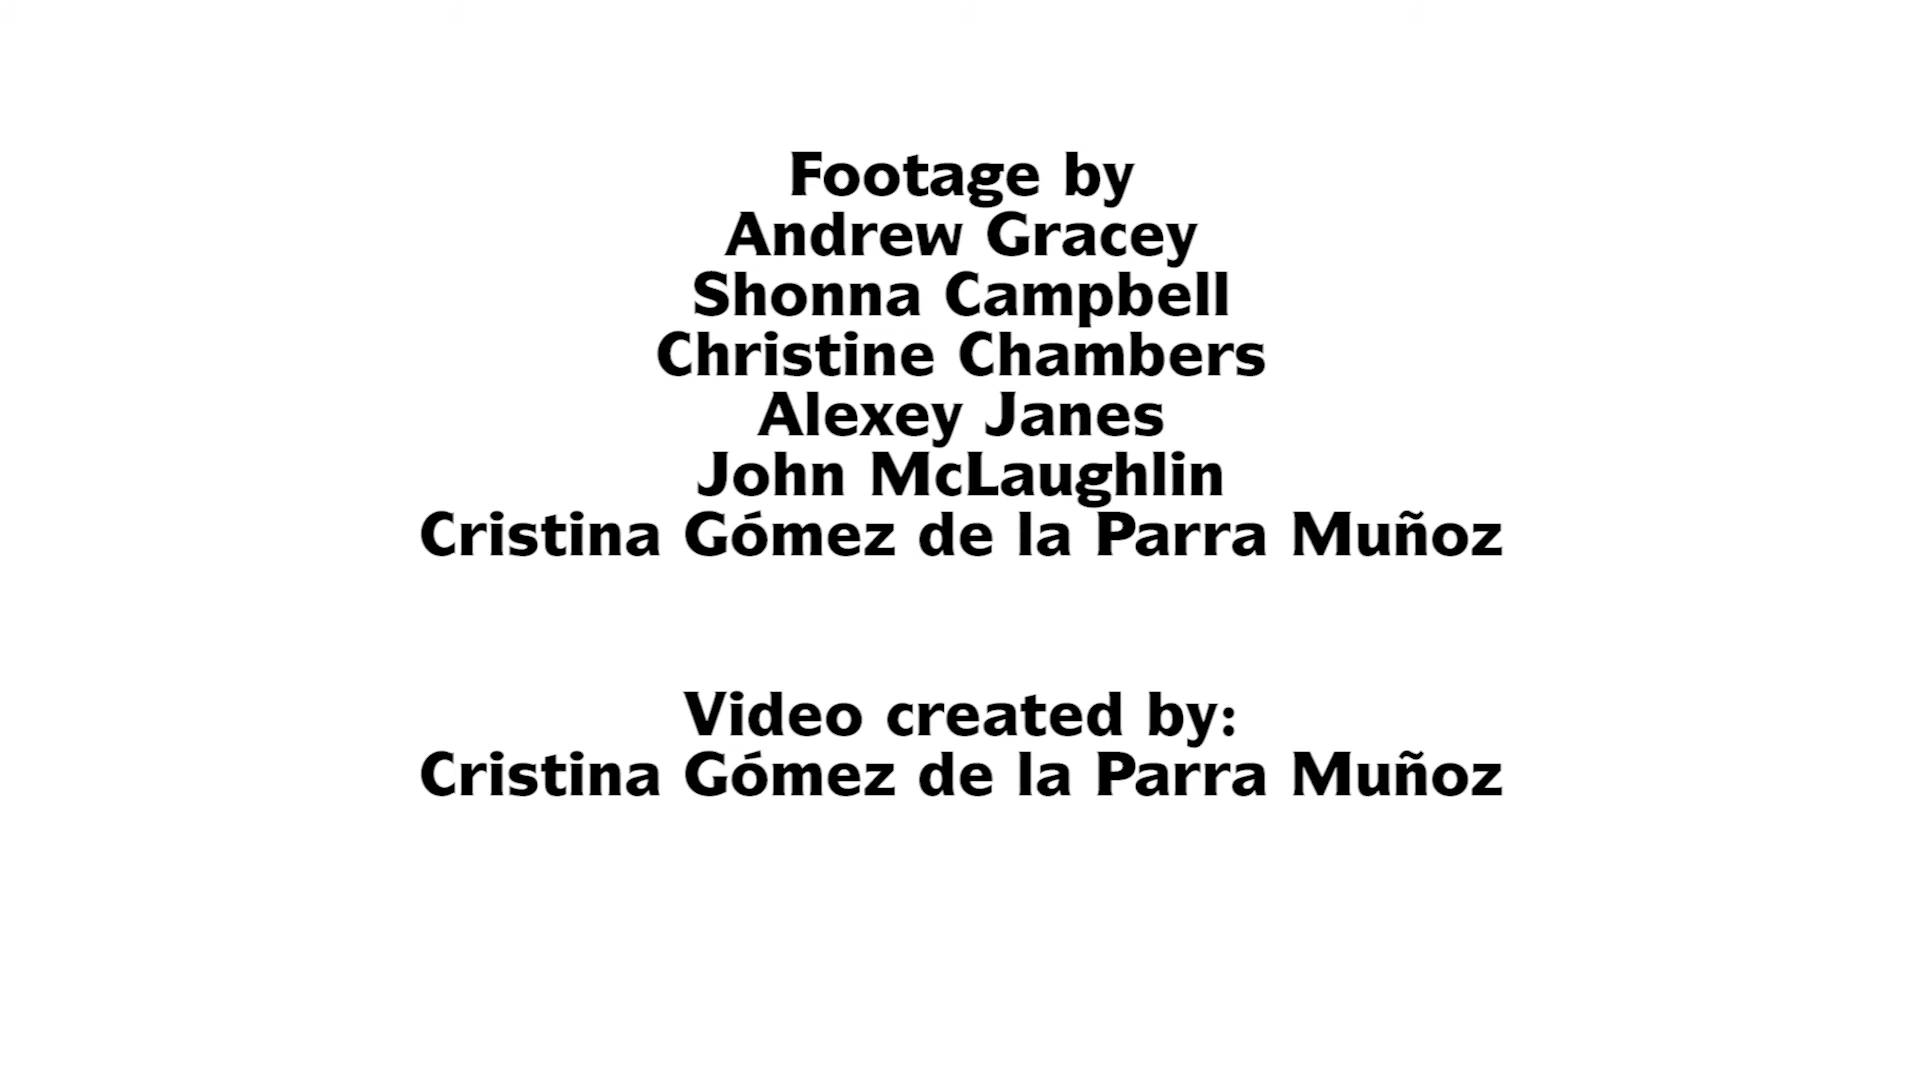 Footage by
Andrew Gracey
Shonna Campbell
Christine Chambers
Alexey Janes
John McLaughlin
Cristina Gómez de la Parra Muñoz
Video created by:
Cristina Gómez de la Parra Muñoz